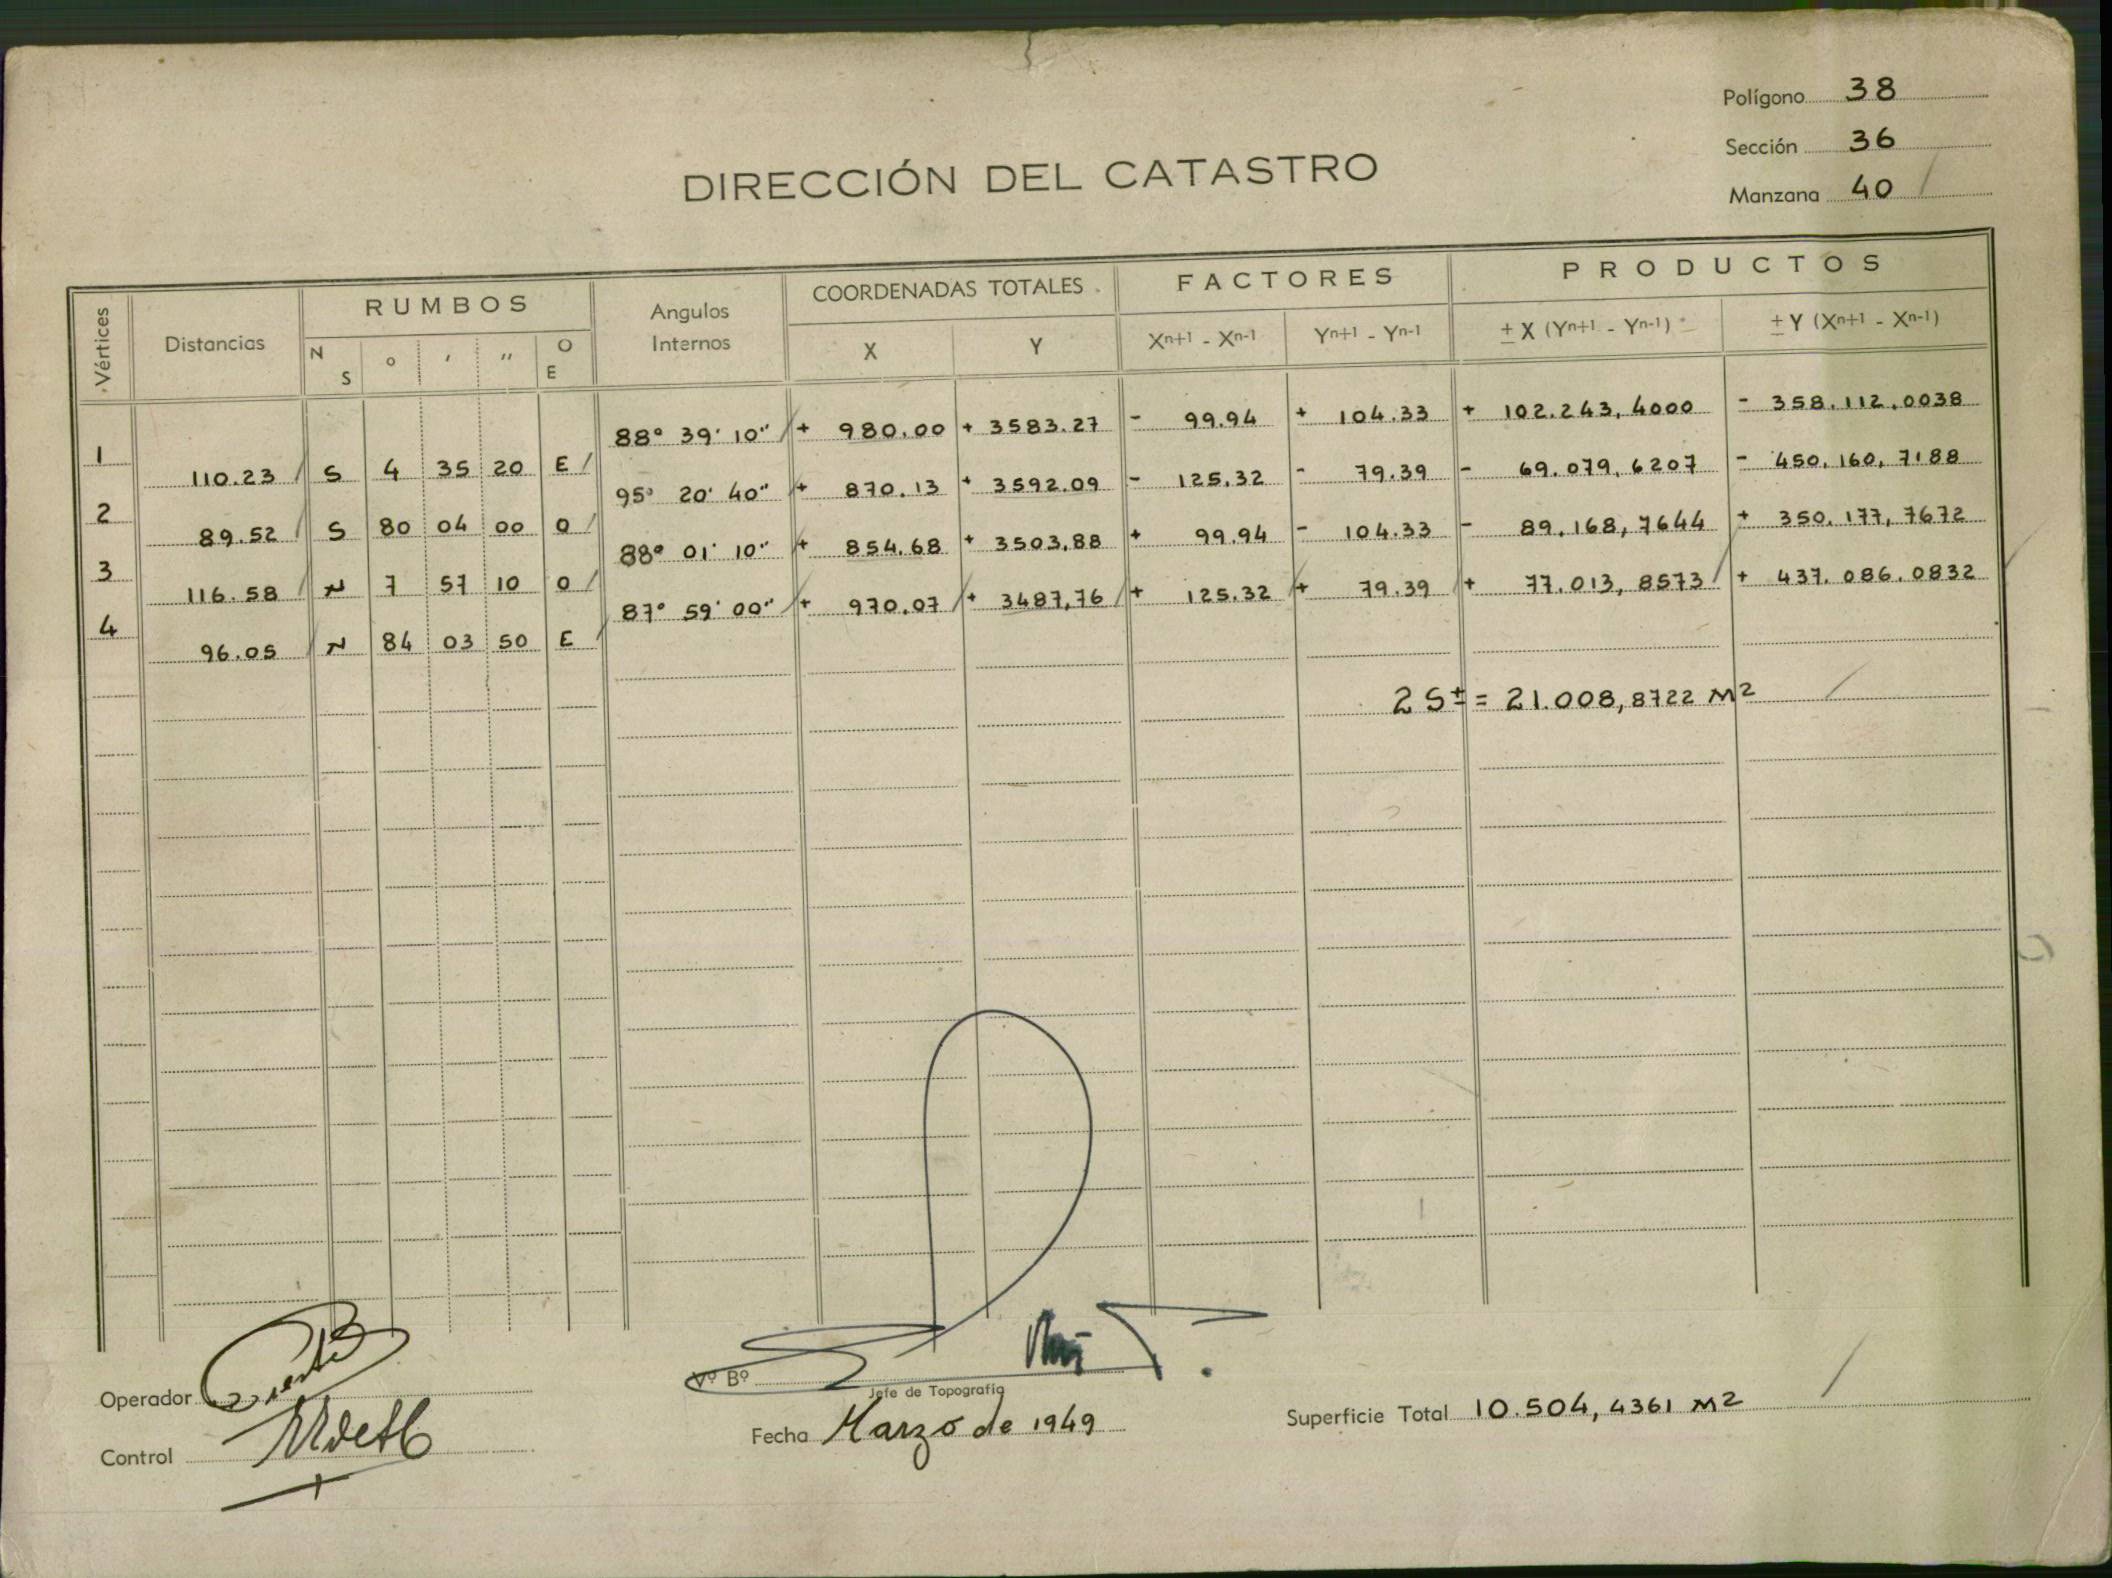 Polígono 38
Sección 36
Manzana 40
DIRECCIÓN DEL CATASTRO
Vértices Distancias RUMBOS Angulos Internos COORDENADAS TOTALES FACTORES PRODUCTOS
N S ° ' '' O E X Y Xn+1 - Xn-1 Yn+1 - Yn-1 ± X (Yn+1 - Yn-1) ± Y (Xn+1 - Xn-1)
88° 39' 10'' + 980.00 + 3583.27 - 99.94 + 104.33 + 102.243,4000 - 358.112.0038
1 110.23 S 4 35 20 E
95° 20' 40'' + 870.13 + 3592.09 - 125.32 - 79.39 - 69.079,6207 - 450.160,7188
2 89.52 S 80 04 00 O
88° 01' 10'' + 854.68 + 3503.88 + 99.94 - 104.33 - 89.168,7644 + 350.177,7672
3 116.58 N 7 57 10 O
87° 59' 00'' + 970.07 + 3487,76 + 125.32 + 79.39 + 77.013,8573 + 437.086.0832
4 96.05 N 84 03 50 E
2 S± = 21.008,8722 M2
Operador
Vº Bº
Jefe de Topografia
Control
Fecha Marzo de 1949
Superficie Total 10.504,4361 M2